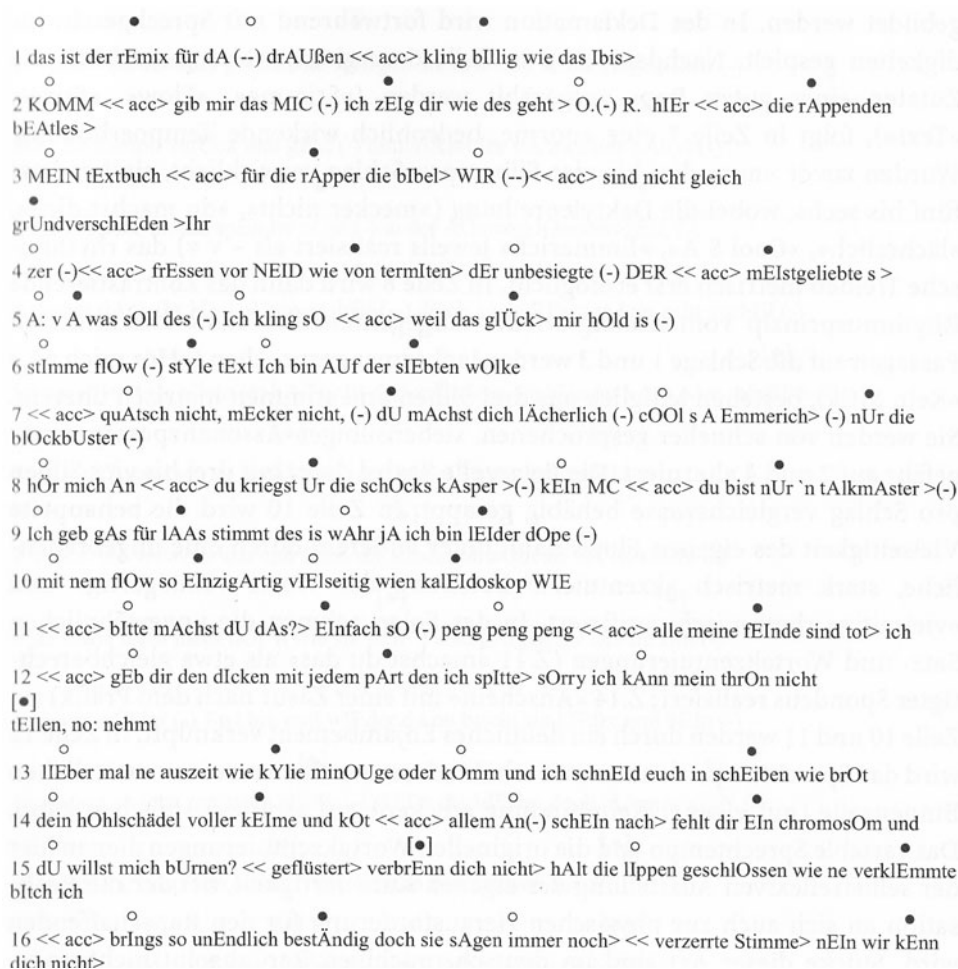 1 das ist der rEmix für dA (--) drAUßen << acc> kling bIllig wie das Ibis>
2 KOMM << acc> gib mir das MIC (-) ich zEIg dir wie des geht > O.(-) R. hIEr << acc> die rAppenden
bEAtles >
3 MEIN tExtbuch << acc> für die rApper die bIbel> WIR (--)<< acc> sind nicht gleich
grUndverschIEden >Ihr
4 zer (-)<< acc> frEssen vor NEID wie von termIten> dEr unbesiegte (-) DER << acc> mEIstgeliebte s >
5 A: v A was sOll des (-) Ich kling sO << acc> weil das glÜck> mir hOld is (-)
6 stImme flOw (-) stYle tExt Ich bin AUf der sIEbten wOlke
7 << acc> quAtsch nicht, mEcker nicht, (-) dU mAchst dich lÄcherlich (-) cOOl s A Emmerich> (-) nUr die
blOckbUster (-)
8 hÖr mich An << acc> du kriegst Ur die schOcks kAsper >(-) kEIn MC << acc> du bist nUr `n tAlkmAster >(-)
9 Ich geb gAs für lAAs stimmt des is wAhr jA ich bin lEIder dOpe (-)
10 mit nem flOw so EInzigArtig vIElseitig wien kalEIdoskop WIE
11 << acc> bItte mAchst dU dAs?> EInfach sO (-) peng peng peng << acc> alle meine fEInde sind tot> ich
12 << acc> gEb dir den dIcken mit jedem pArt den ich spltte> sOrry ich kAnn mein thrOn nicht
[●]
tEIllen, no: nehmt
13 lIEber mal ne auszeit wie kYlie minOUge oder kOmm und ich schnEId euch in schEiben wie brOt
14 dein hOhlschädel voller kEIme und kOt << acc> allem An(-) schEIn nach> fehlt dir EIn chromosOm und
[●]
15 dU willst mich bUrnen? << geflüstert> verbrEnn dich nicht> hAlt die lIppen geschlOssen wie ne verklEmmte
bItch ich
16 << acc> brIngs so unEndlich bestÄndig doch sie sAgen immer noch> << verzerrte Stimme> nEIn wir kEnn
dich nicht>